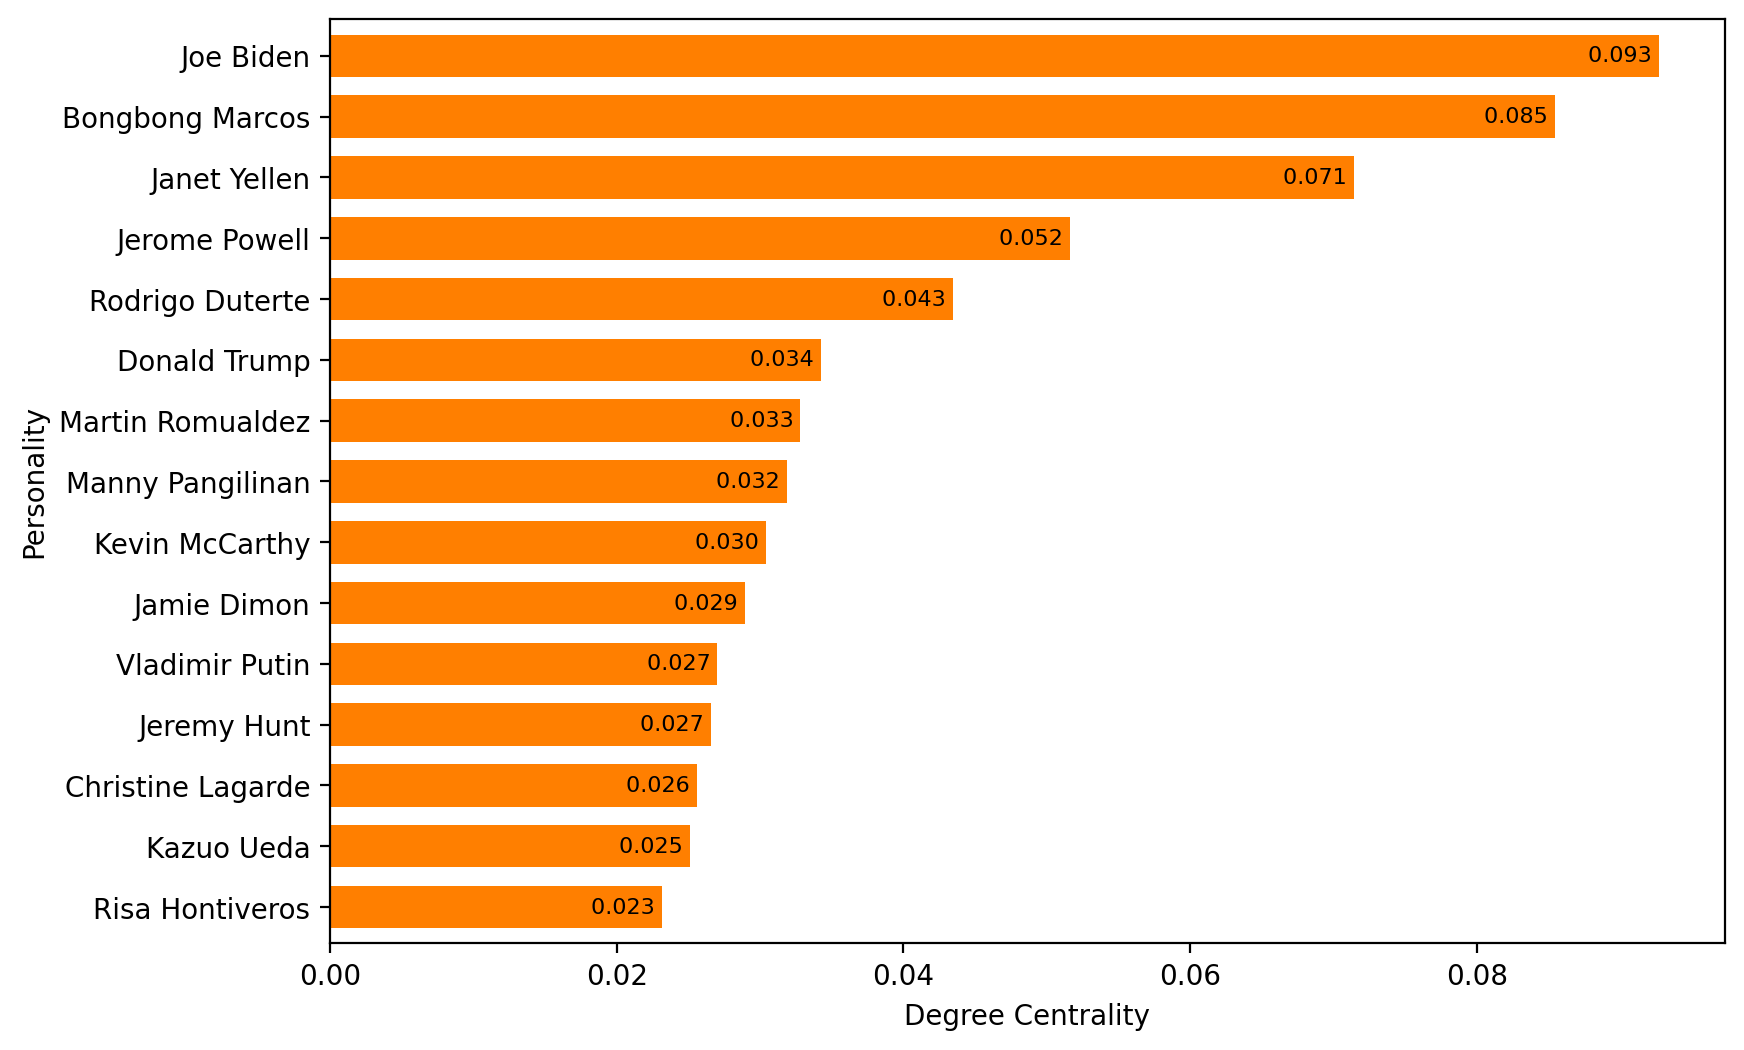 Joe Biden 0.093
Bongbong Marcos 0.085
Janet Yellen 0.071
Jerome Powell 0.052
Rodrigo Duterte 0.043
Donald Trump 0.034
Martin Romualdez 0.033
Manny Pangilinan 0.032
Kevin McCarthy 0.030
Jamie Dimon 0.029
Vladimir Putin 0.027
Jeremy Hunt 0.027
Christine Lagarde 0.026
Kazuo Ueda 0.025
Risa Hontiveros 0.023
Personality
0.00 0.02 0.04 0.06 0.08
Degree Centrality